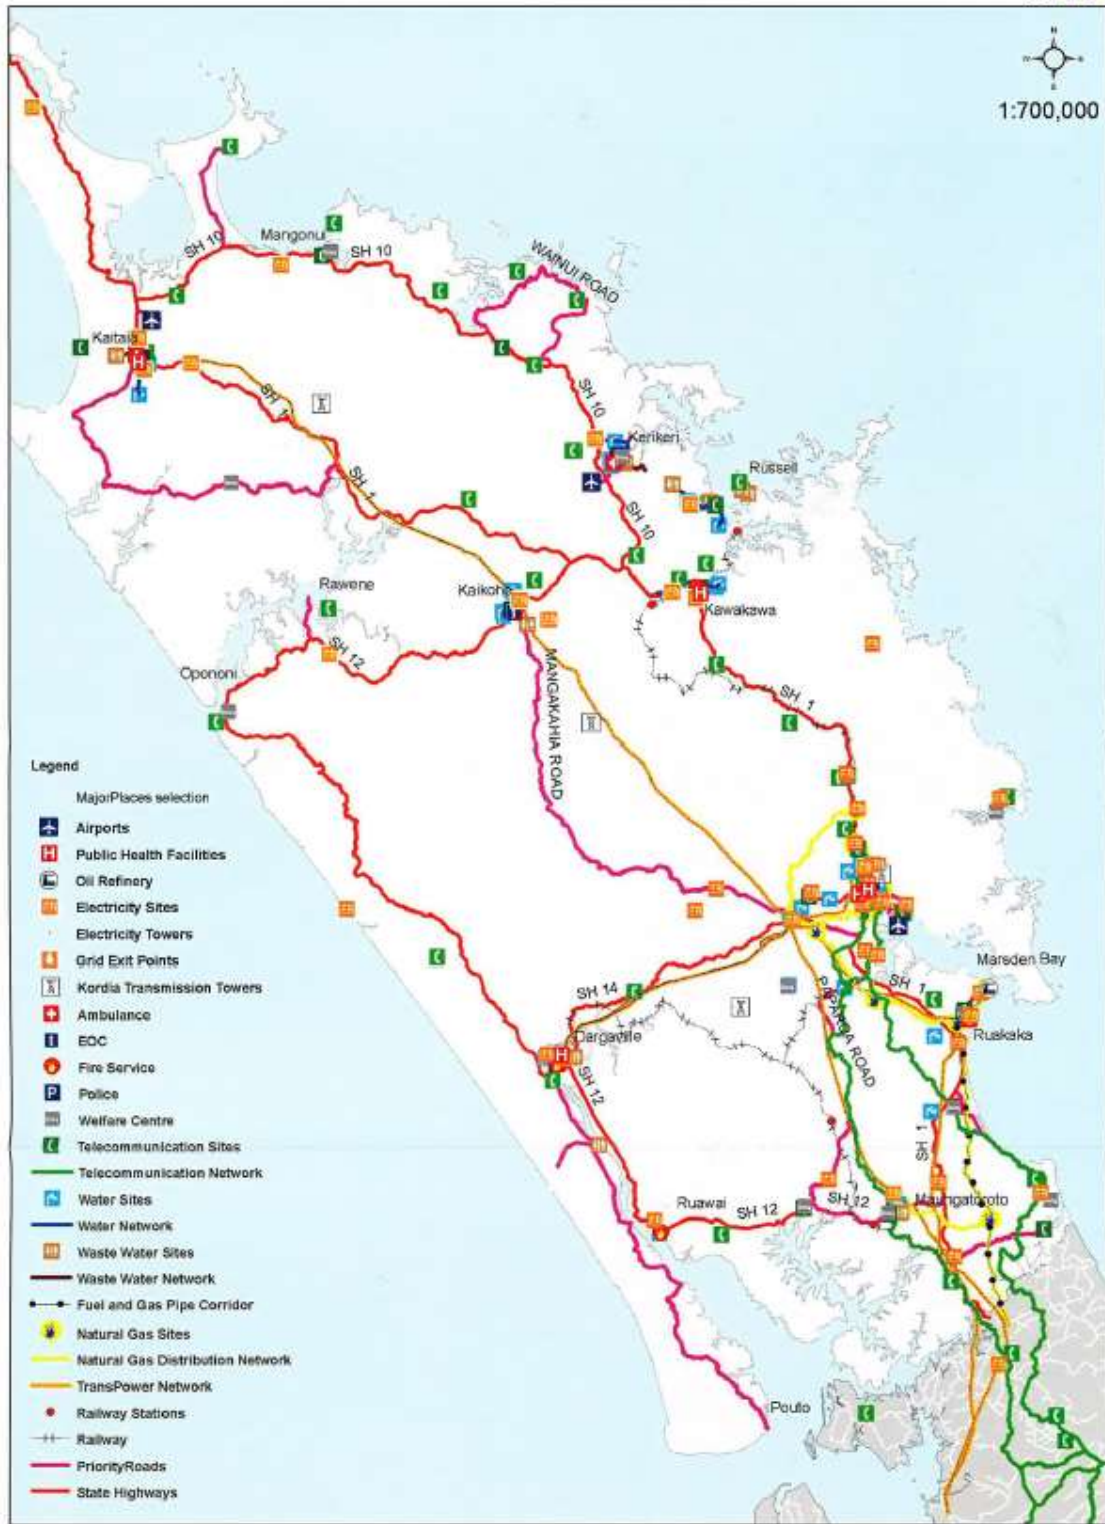 N
W
E
S
1:700,000
Mangonui
SH 10
SH 10
WAINUI ROAD
Kaitaia
SH 1
SH 1
SH 10
Kerikeri
Russell
SH 10
Rawene
Kaikohe
Kawakawa
SH 12
Opononi
MANGAKAHIA ROAD
SH 1
Marsden Bay
SH 1
SH 14
PAPAROA ROAD
Ruakaka
Dargaville
SH 12
SH 1
Ruawai
SH 12
SH 12
Maungatoroto
Pouto
Legend
MajorPlaces selection
Airports
Public Health Facilities
Oil Refinery
Electricity Sites
Electricity Towers
Grid Exit Points
Kordia Transmission Towers
Ambulance
EOC
Fire Service
Police
Welfare Centre
Telecommunication Sites
Telecommunication Network
Water Sites
Water Network
Waste Water Sites
Waste Water Network
Fuel and Gas Pipe Corridor
Natural Gas Sites
Natural Gas Distribution Network
TransPower Network
Railway Stations
Railway
PriorityRoads
State Highways